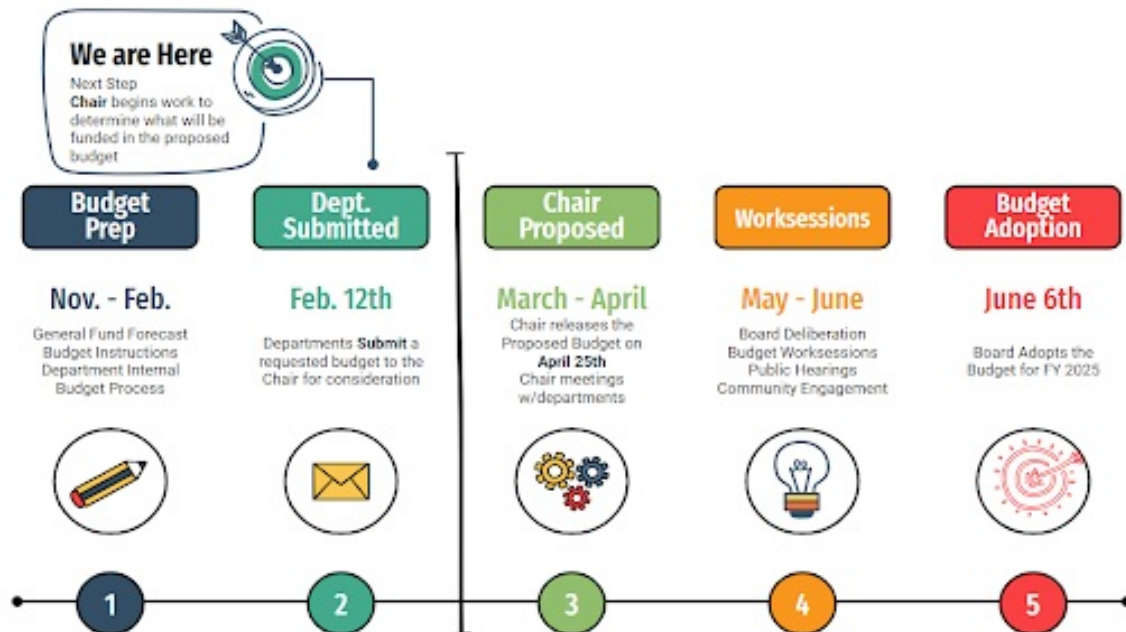 We are Here
Next Step
Chair begins work to
determine what will be
funded in the proposed
budget
Budget
Prep
Nov. - Feb.
General Fund Forecast
Budget Instructions
Department Internal
Budget Process
1
Dept.
Submitted
Feb. 12th
Departments Submit a
requested budget to the
Chair for consideration
2
Chair
Proposed
March - April
Chair releases the
Proposed Budget on
April 25th
Chair meetings
w/departments
3
Worksessions
May - June
Board Deliberation
Budget Worksessions
Public Hearings
Community Engagement
4
Budget
Adoption
June 6th
Board Adopts the
Budget for FY 2025
5